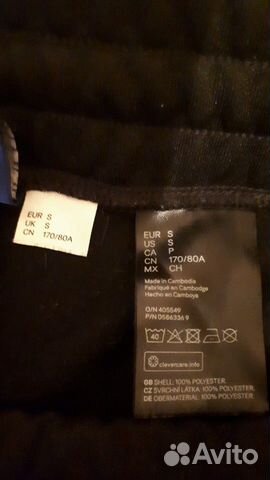 EUR S
UK S
CN 170/80A
EUR S
US S
CA P
CN 170/80A
MX CH
Made in Cambodia
Fabriqué en Cambodge
Hecho en Camboya
O/N 405549
P/N 0586336 9
40
clevercare.info
GB SHELL: 100% POLYESTER.
CZ SVRCHNÍ LÁTKA: 100% POLYESTER.
DE OBERMATERIAL: 100% POLYESTER.
Avito